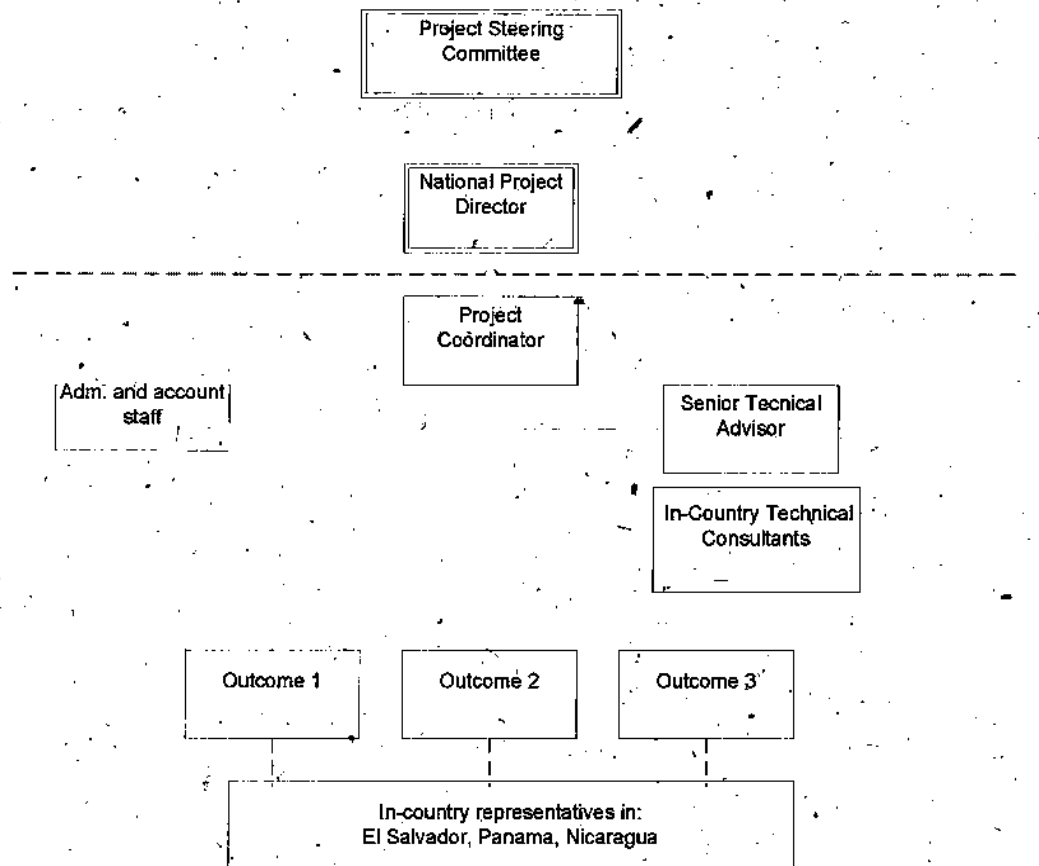 Project Steering
Committee
National Project
Director
Project
Coordinator
Adm. and account
staff
Senior Tecnical
Advisor
In-Country Technical
Consultants
Outcome 1
Outcome 2
Outcome 3
In-country representatives in:
El Salvador, Panama, Nicaragua